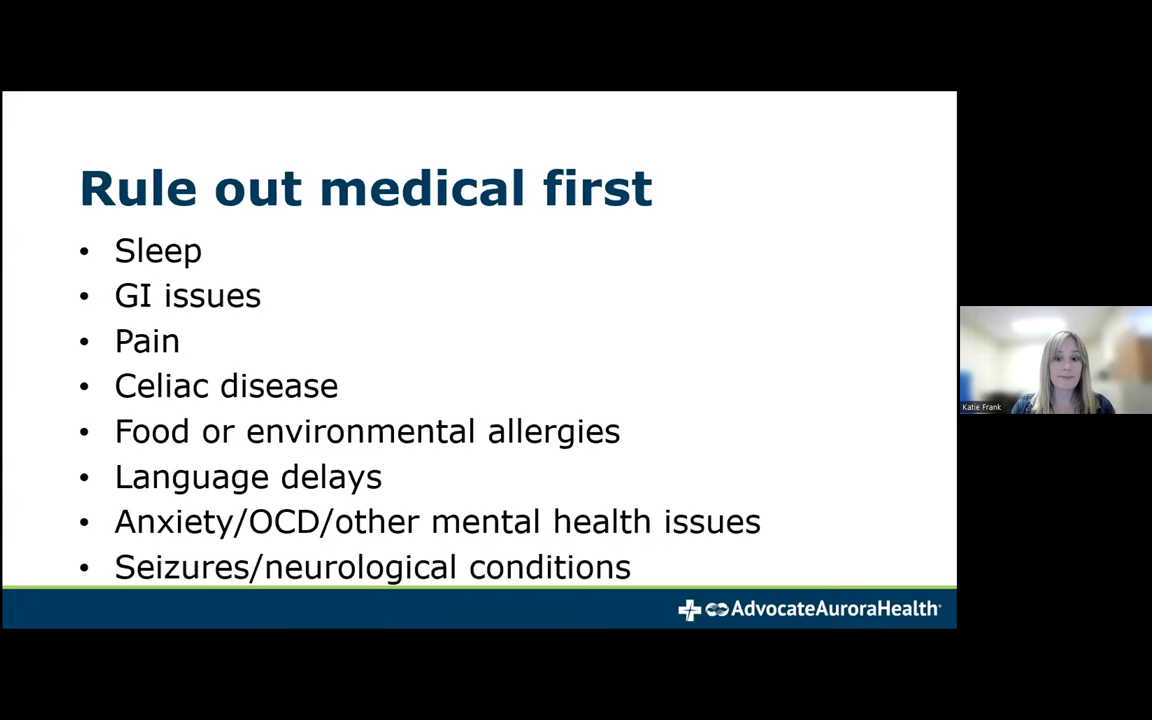 Rule out medical first
• Sleep
• GI issues
• Pain
• Celiac disease
• Food or environmental allergies
• Language delays
• Anxiety/OCD/other mental health issues
• Seizures/neurological conditions
AdvocateAuroraHealth®
Katie Frank